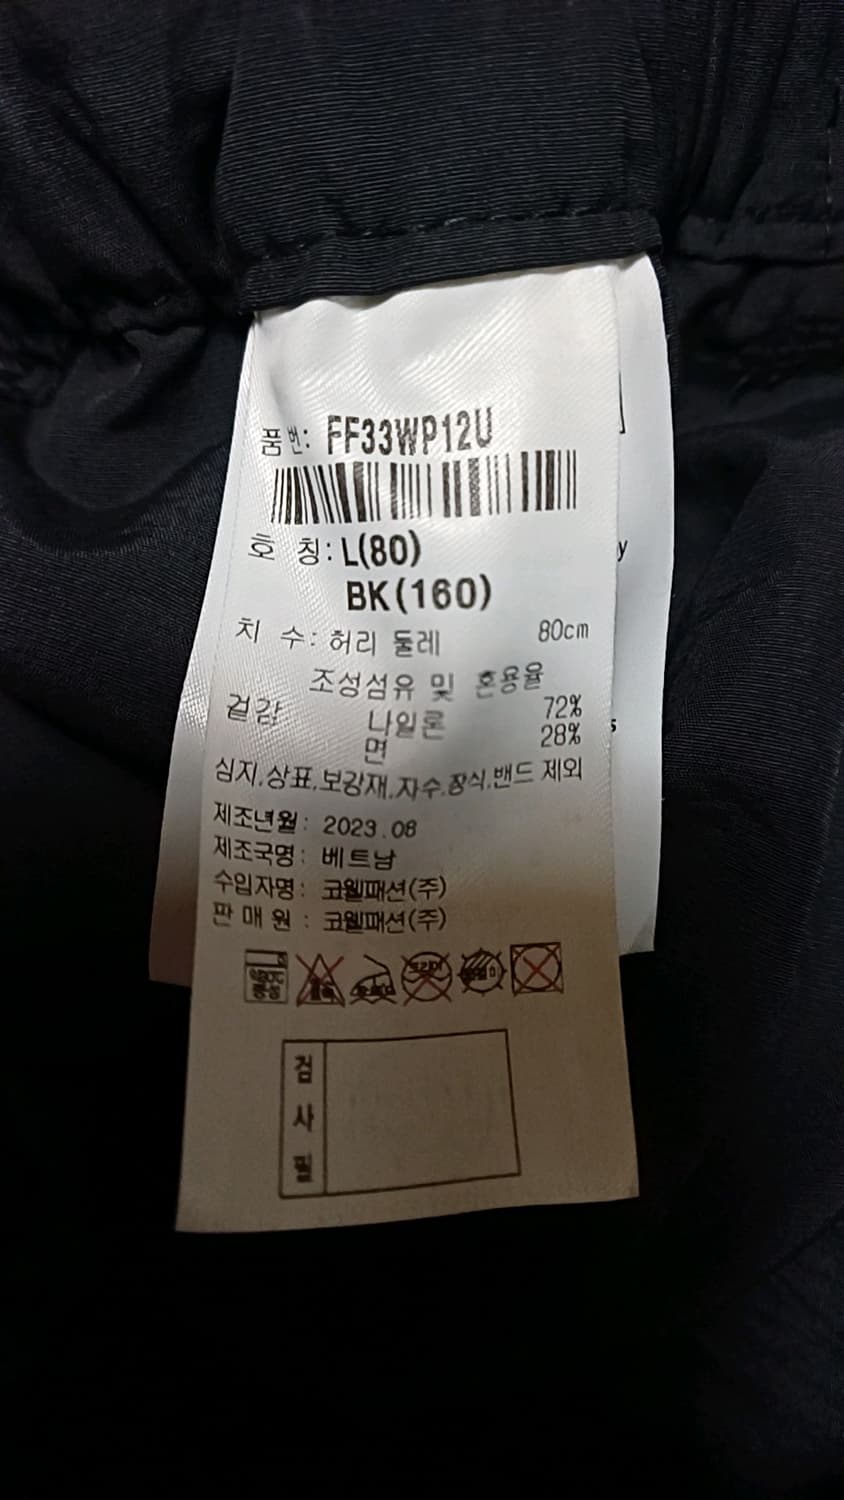 품 번: FF33WP12U
호 칭: L(80)
BK(160)
치 수: 허리 둘레 80cm
조성섬유 및 혼용율
겉감 나일론 72%
면 28%
심지.상표.보강재.자수.장식.밴드 제외
제조년월: 2023.08
제조국명: 베트남
수입자명: 코웰패션(주)
판 매 원 : 코웰패션(주)
중성
검
사
필